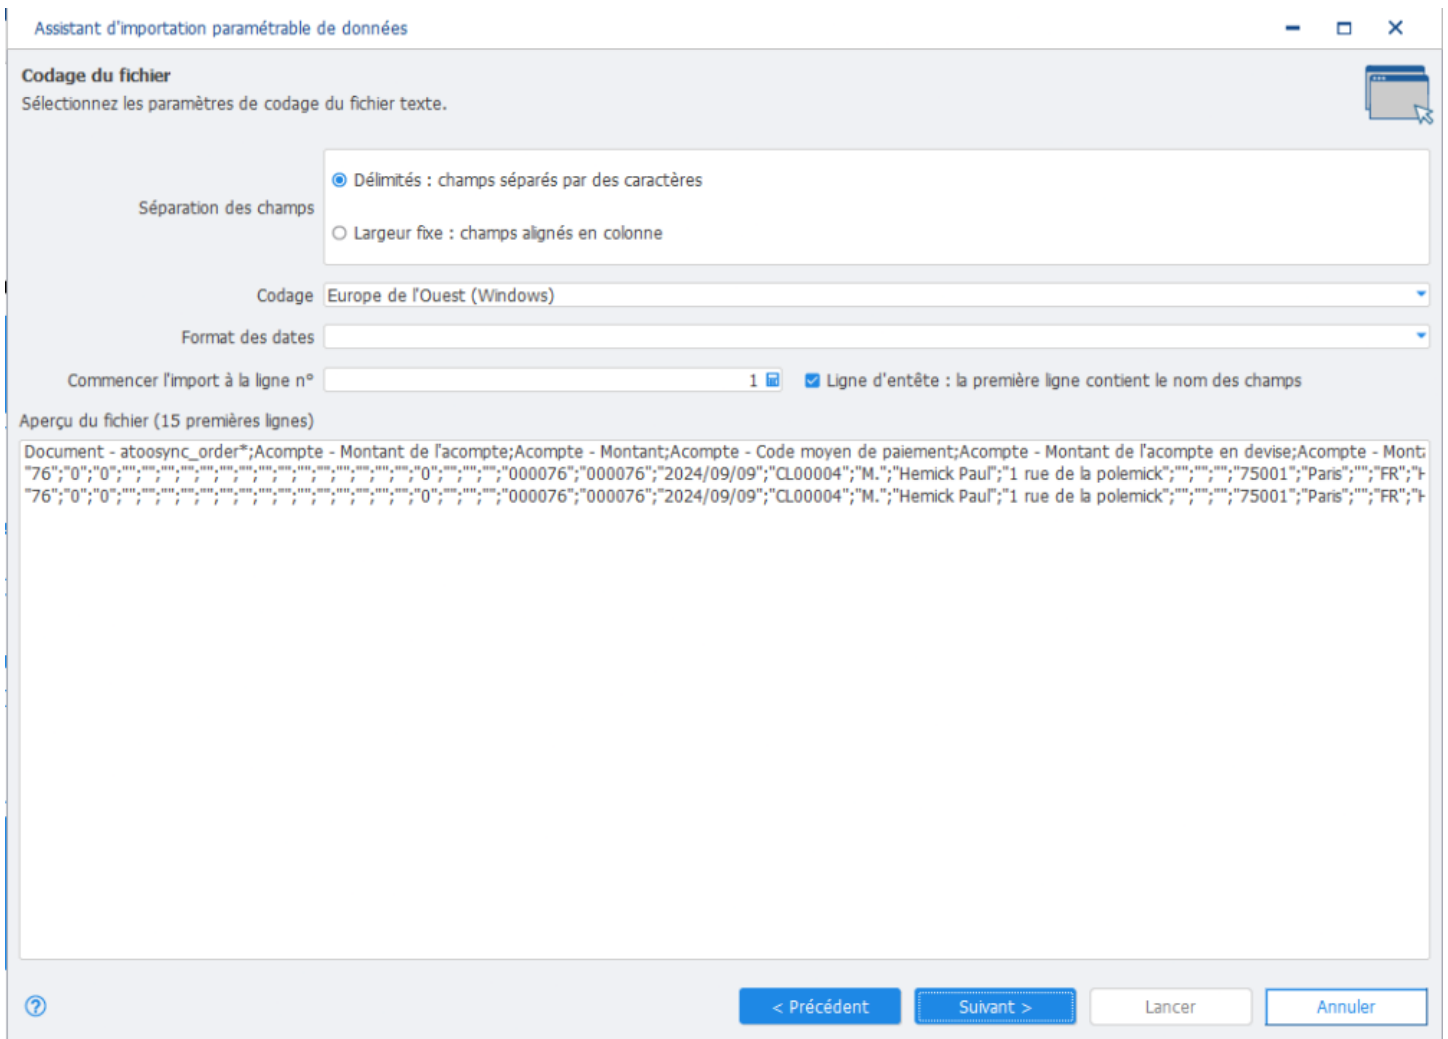 Assistant d'importation paramétrable de données
Codage du fichier
Sélectionnez les paramètres de codage du fichier texte.
Séparation des champs
Délimités : champs séparés par des caractères
Largeur fixe : champs alignés en colonne
Codage Europe de l'Ouest (Windows)
Format des dates
Commencer l'import à la ligne n° 1 Ligne d'entête : la première ligne contient le nom des champs
Aperçu du fichier (15 premières lignes)
Document - atoosync_order*;Acompte - Montant de l'acompte;Acompte - Montant;Acompte - Code moyen de paiement;Acompte - Montant de l'acompte en devise;Acompte - Mont
"76";"0";"0";"";"";"";"";"";"";"";"";"";"";"";"";"";"";"";"0";"";"";"";"000076";"000076";"2024/09/09";"CL00004";"M.";"Hemick Paul";"1 rue de la polemick";"";"";"";"75001";"Paris";"";"FR";"H
"76";"0";"0";"";"";"";"";"";"";"";"";"";"";"";"";"";"";"";"0";"";"";"";"000076";"000076";"2024/09/09";"CL00004";"M.";"Hemick Paul";"1 rue de la polemick";"";"";"";"75001";"Paris";"";"FR";"H
< Précédent Suivant > Lancer Annuler